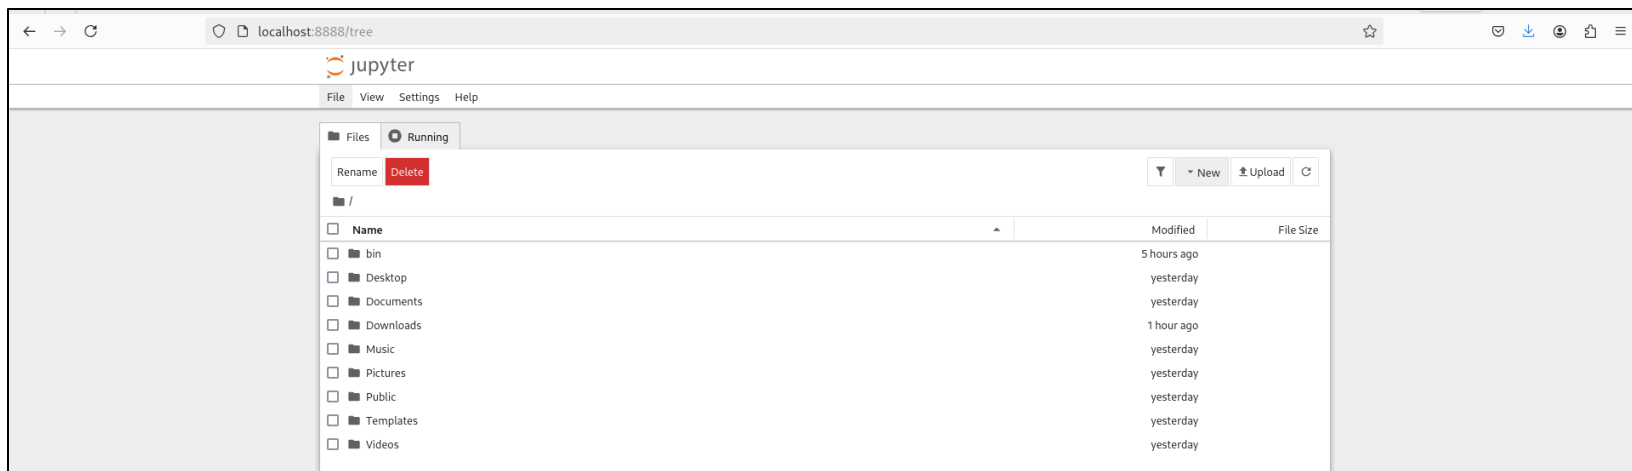 localhost:8888/tree
jupyter
File View Settings Help
Files Running
Rename Delete New Upload
/
Name Modified File Size
bin 5 hours ago
Desktop yesterday
Documents yesterday
Downloads 1 hour ago
Music yesterday
Pictures yesterday
Public yesterday
Templates yesterday
Videos yesterday